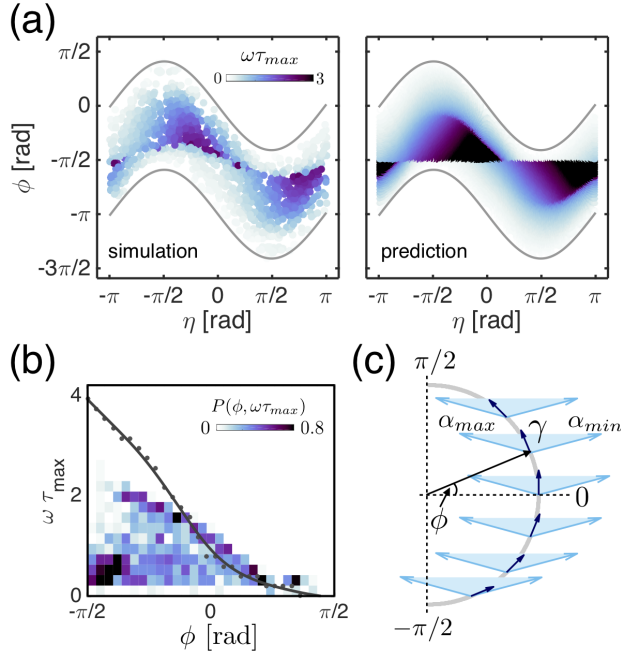 (a)
π/2
0
-π/2
-π
-3π/2
ϕ [rad]
ωτmax
0 3
simulation
-π -π/2 0 π/2 π
η [rad]
prediction
-π -π/2 0 π/2 π
η [rad]
(b)
4
2
0
ω τmax
P(ϕ, ωτmax)
0 0.8
-π/2 0 π/2
ϕ [rad]
(c)
π/2
αmax γ αmin
0
ϕ
−π/2